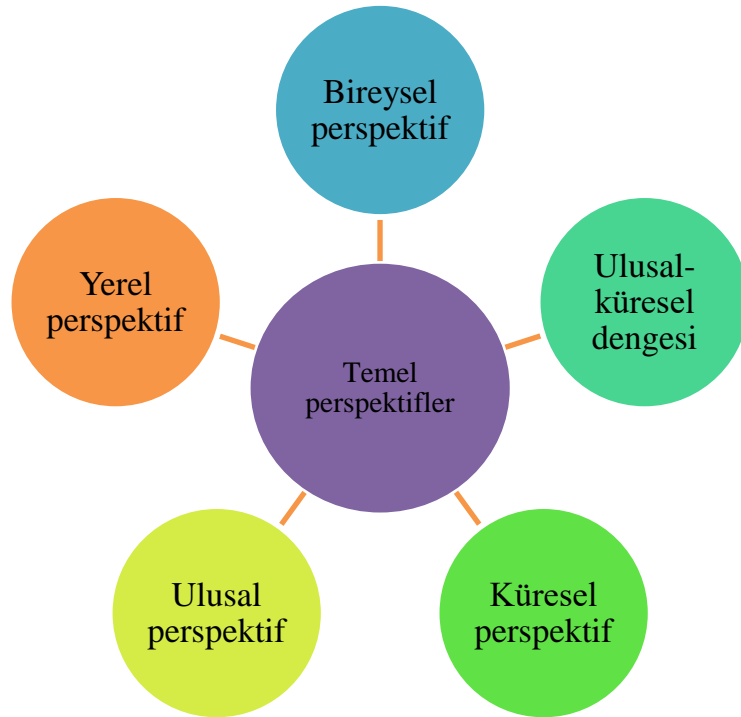 Bireysel
perspektif
Yerel
perspektif
Ulusal-
küresel
dengesi
Temel
perspektifler
Ulusal
perspektif
Küresel
perspektif